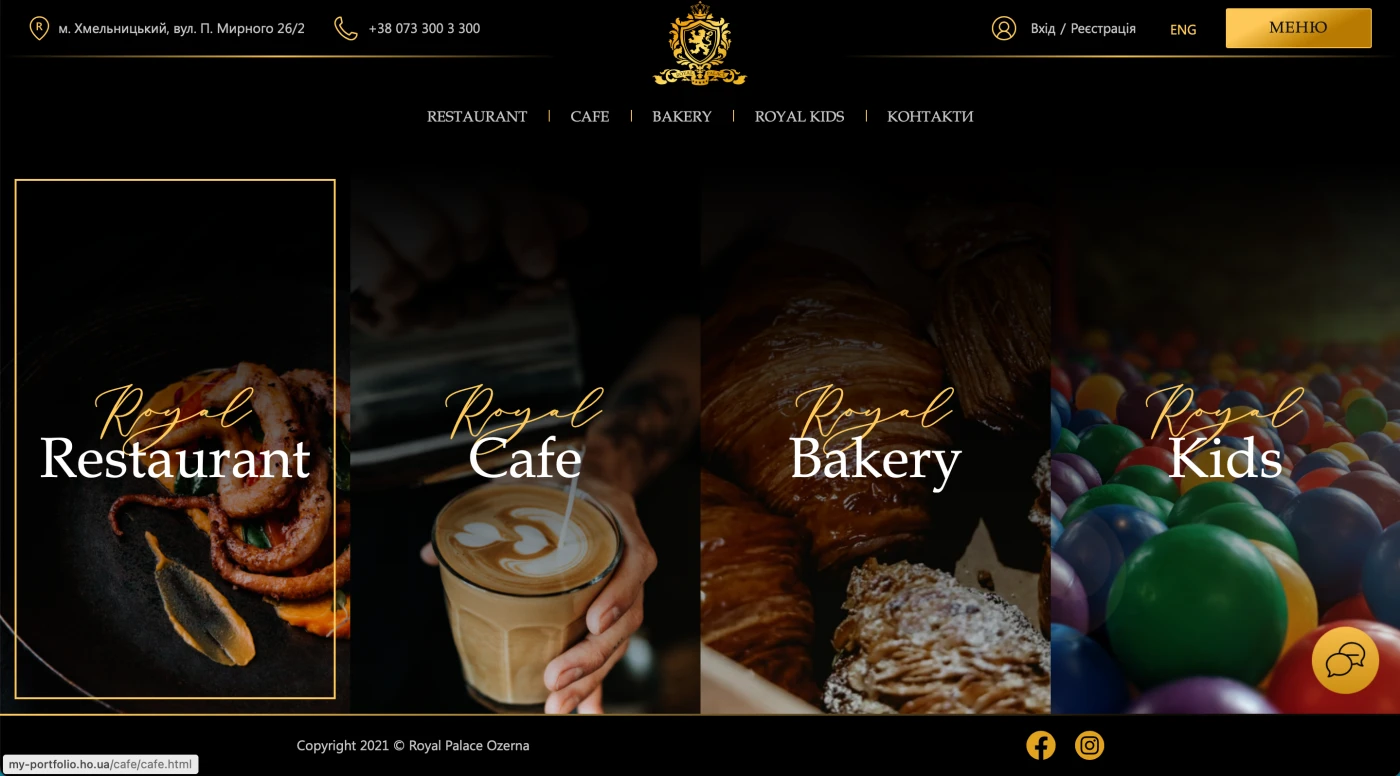 м. Хмельницький, вул. П. Мирного 26/2
+38 073 300 3 300
Вхід / Реєстрація
ENG
МЕНЮ
RESTAURANT
CAFE
BAKERY
ROYAL KIDS
КОНТАКТИ
Royal
Restaurant
Royal
Cafe
Royal
Bakery
Royal
Kids
Copyright 2021 © Royal Palace Ozerna
my-portfolio.ho.ua/cafe/cafe.html